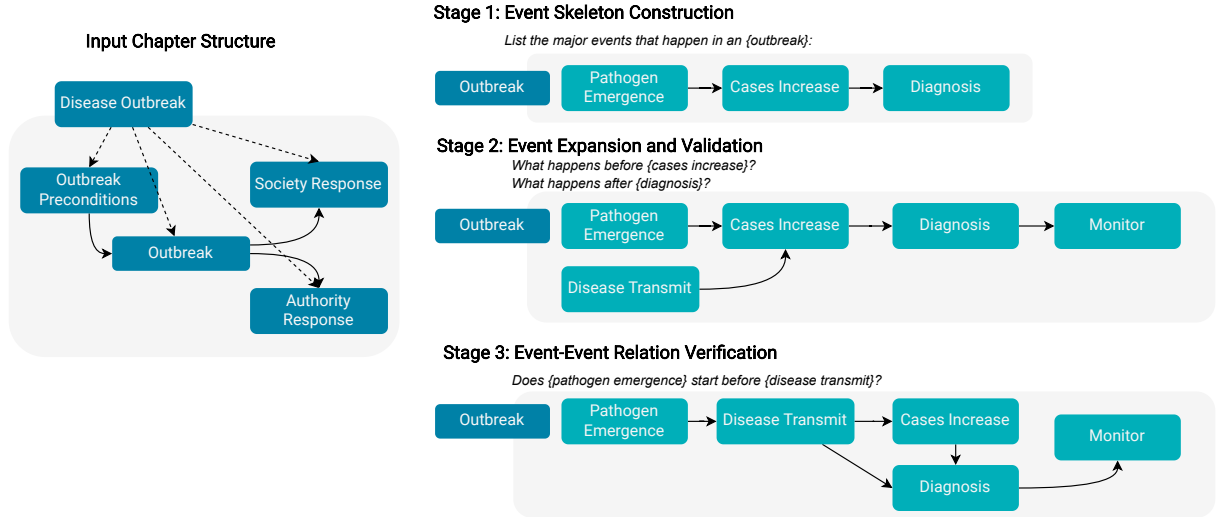 Input Chapter Structure
Disease Outbreak
Outbreak
Preconditions
Society Response
Outbreak
Authority
Response
Stage 1: Event Skeleton Construction
List the major events that happen in an {outbreak}:
Outbreak
Pathogen
Emergence
Cases Increase
Diagnosis
Stage 2: Event Expansion and Validation
What happens before {cases increase}?
What happens after {diagnosis}?
Outbreak
Pathogen
Emergence
Cases Increase
Diagnosis
Monitor
Disease Transmit
Stage 3: Event-Event Relation Verification
Does {pathogen emergence} start before {disease transmit}?
Outbreak
Pathogen
Emergence
Disease Transmit
Cases Increase
Monitor
Diagnosis